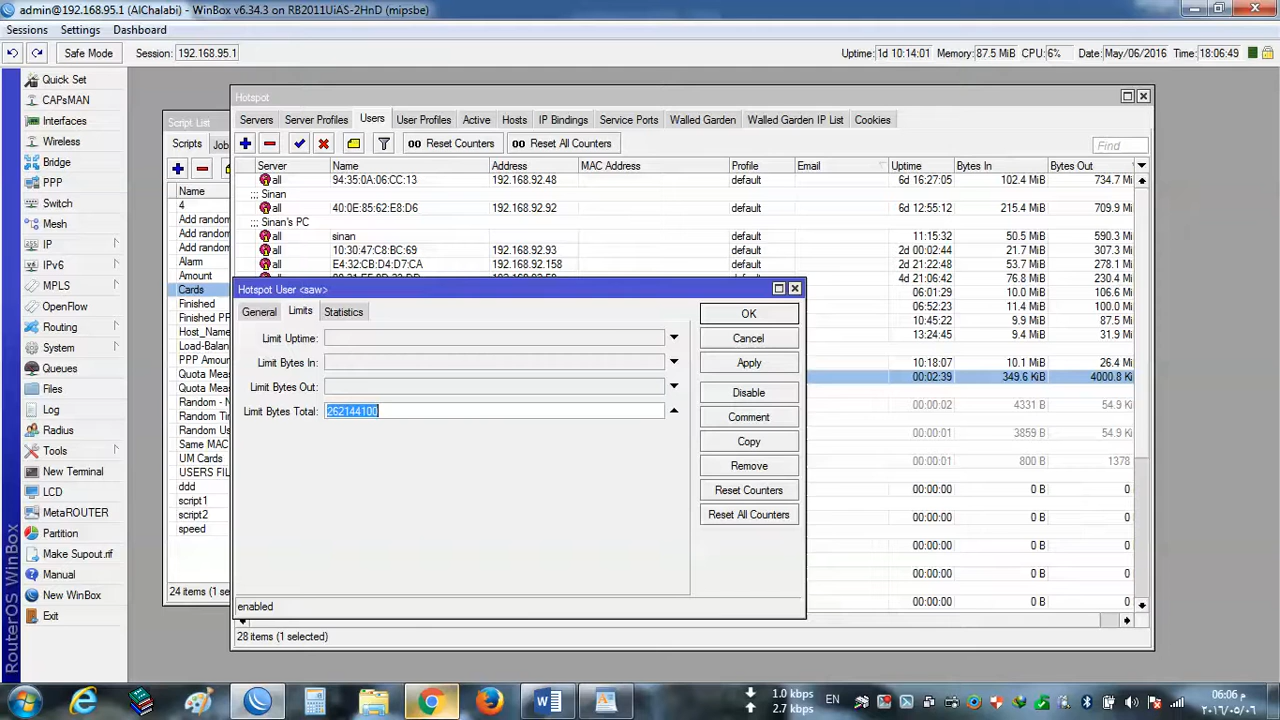 admin@192.168.95.1 (AlChalabi) - WinBox v6.34.3 on RB2011UiAS-2HnD (mipsbe)
Sessions Settings Dashboard
Safe Mode Session: 192.168.95.1 Uptime: 1d 10:14:01 Memory: 87.5 MiB CPU: 6% Date: May/06/2016 Time: 18:06:49
RouterOS WinBox
Quick Set
CAPsMAN
Interfaces
Wireless
Bridge
PPP
Switch
Mesh
IP
IPv6
MPLS
OpenFlow
Routing
System
Queues
Files
Log
Radius
Tools
New Terminal
LCD
MetaROUTER
Partition
Make Supout.rif
Manual
New WinBox
Exit
Script List
Scripts
Name
4
Add random
Add random
Add random
Alarm
Amount
Cards
Finished
Finished PP
Host_Name
Load-Balan
PPP Amoun
Quota Mea
Quota Mea
Random - N
Random Us
Same MAC
UM Cards
USERS FIL
ddd
script1
script2
speed
24 items (1 se
Hotspot
Servers Server Profiles Users User Profiles Active Hosts IP Bindings Service Ports Walled Garden Walled Garden IP List Cookies
00 Reset Counters 00 Reset All Counters Find
Server Name Address MAC Address Profile Email Uptime Bytes In Bytes Out
all 94:35:0A:06:CC:13 192.168.92.48 default 6d 16:27:05 102.4 MiB 734.7 Mi
::: Sinan
all 40:0E:85:62:E8:D6 192.168.92.92 default 6d 12:55:12 215.4 MiB 709.9 Mi
::: Sinan's PC
all sinan default 11:15:32 50.5 MiB 590.3 Mi
all 10:30:47:C8:BC:69 192.168.92.93 default 2d 00:02:44 21.7 MiB 307.3 Mi
all E4:32:CB:D4:D7:CA 192.168.92.158 default 2d 21:22:48 53.7 MiB 278.1 Mi
2d 21:06:42 76.8 MiB 230.4 Mi
06:01:29 10.0 MiB 106.6 Mi
06:52:23 11.4 MiB 100.0 Mi
10:45:22 9.9 MiB 87.5 Mi
13:24:45 9.4 MiB
10:18:07 10.1 MiB 26.4 Mi
00:02:39 349.6 KiB 4000.8 Ki
00:00:02 4331 B 54.9 Ki
00:00:01 3859 B 54.9 Ki
00:00:01 800 B 1378
00:00:00 0 B 0
00:00:00 0 B 0
00:00:00 0 B 0
00:00:00 0 B 0
00:00:00 0 B 0
28 items (1 selected)
Hotspot User <saw>
General Limits Statistics
Limit Uptime:
Limit Bytes In:
Limit Bytes Out:
Limit Bytes Total: 262144100
OK
Cancel
Apply
Disable
Comment
Copy
Remove
Reset Counters
Reset All Counters
enabled
1.0 kbps
2.7 kbps
EN
06:06 م
٢٠١٦/٠٥/٠٦